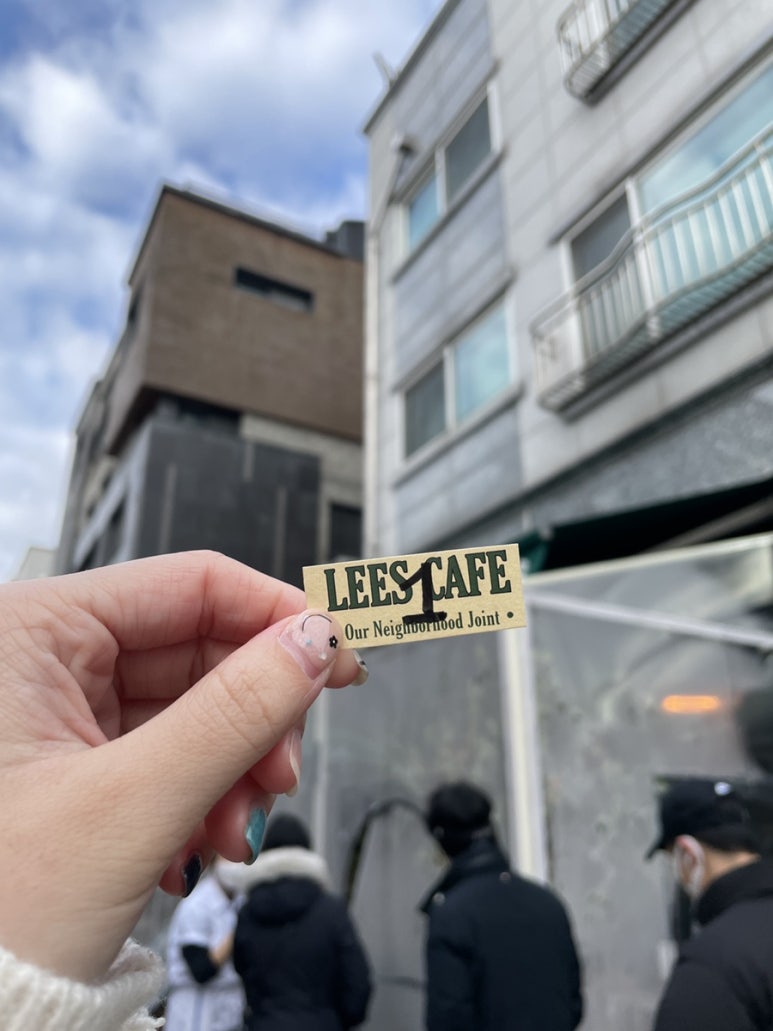 LEES CAFE
1
Our Neighborhood Joint •